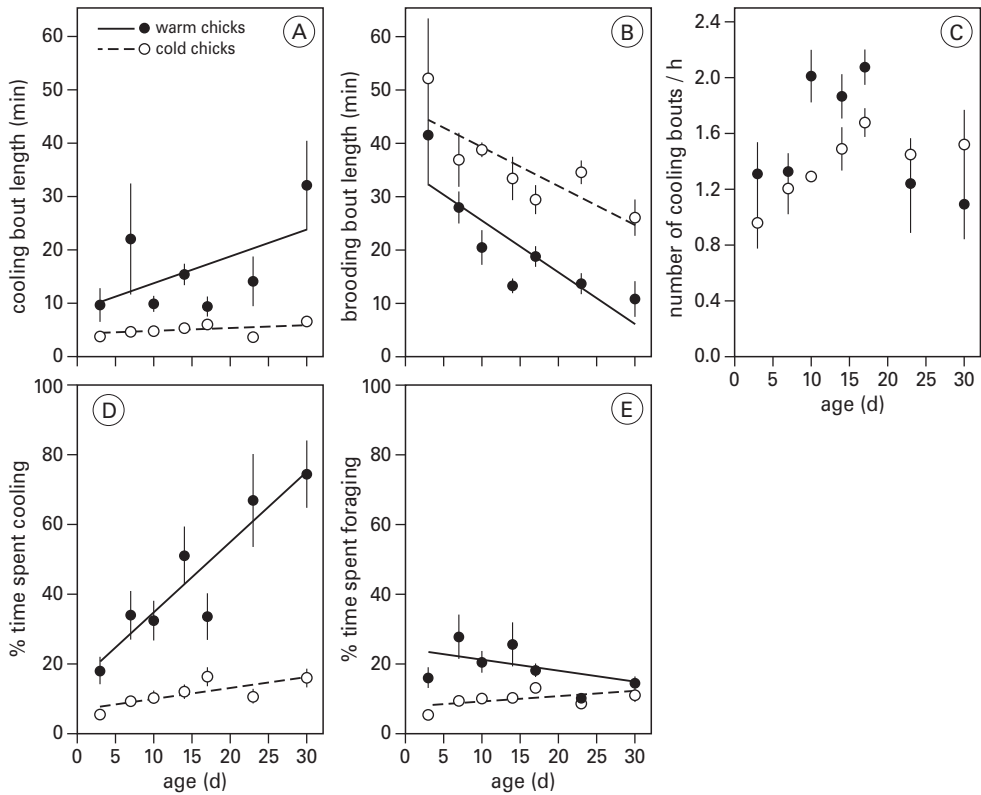 cooling bout length (min)
60
50
40
30
20
10
0
warm chicks
cold chicks
A
brooding bout length (min)
60
50
40
30
20
10
0
B
number of cooling bouts / h
2.4
2.0
1.6
1.2
0.8
0.4
0.0
C
0 5 10 15 20 25 30
age (d)
% time spent cooling
100
80
60
40
20
0
D
0 5 10 15 20 25 30
age (d)
% time spent foraging
100
80
60
40
20
0
E
0 5 10 15 20 25 30
age (d)